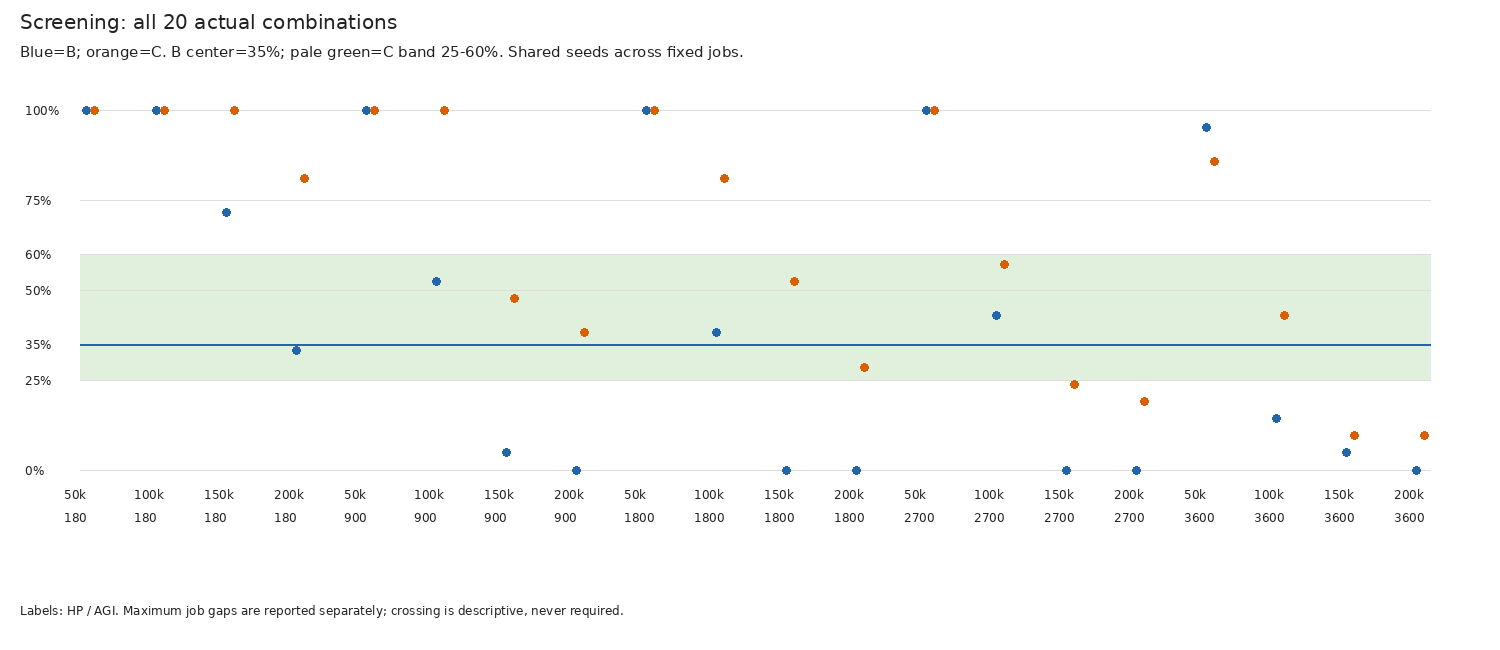 Screening: all 20 actual combinations
Blue=B; orange=C. B center=35%; pale green=C band 25-60%. Shared seeds across fixed jobs.
100%
75%
60%
50%
35%
25%
0%
50k 100k 150k 200k 50k 100k 150k 200k 50k 100k 150k 200k 50k 100k 150k 200k 50k 100k 150k 200k
180 180 180 180 900 900 900 900 1800 1800 1800 1800 2700 2700 2700 2700 3600 3600 3600 3600
Labels: HP / AGI. Maximum job gaps are reported separately; crossing is descriptive, never required.